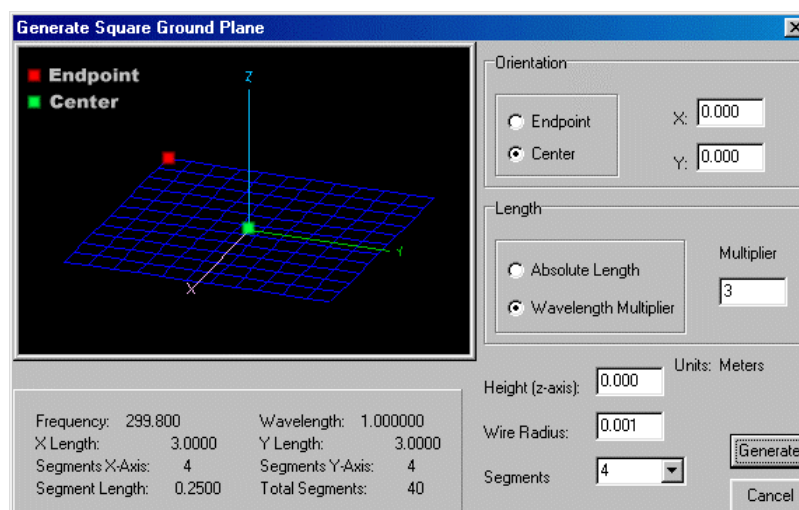 Generate Square Ground Plane
Endpoint
Center
Z
Y
X
Orientation
Endpoint
Center
X: 0.000
Y: 0.000
Length
Absolute Length
Wavelength Multiplier
Multiplier
3
Units: Meters
Height (z-axis): 0.000
Wire Radius: 0.001
Segments 4
Generate
Cancel
Frequency: 299.800 Wavelength: 1.000000
X Length: 3.0000 Y Length: 3.0000
Segments X-Axis: 4 Segments Y-Axis: 4
Segment Length: 0.2500 Total Segments: 40